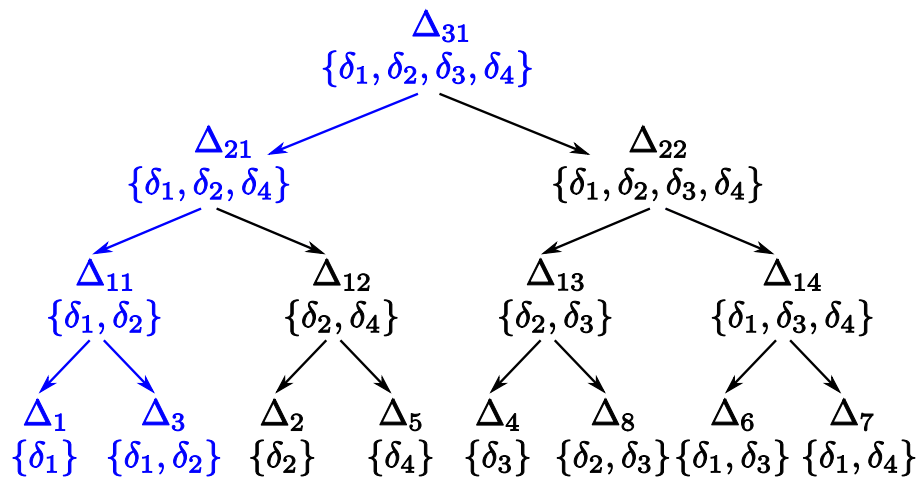 Δ₃₁
{δ₁, δ₂, δ₃, δ₄}
Δ₂₁ Δ₂₂
{δ₁, δ₂, δ₄} {δ₁, δ₂, δ₃, δ₄}
Δ₁₁ Δ₁₂ Δ₁₃ Δ₁₄
{δ₁, δ₂} {δ₂, δ₄} {δ₂, δ₃} {δ₁, δ₃, δ₄}
Δ₁ Δ₃ Δ₂ Δ₅ Δ₄ Δ₈ Δ₆ Δ₇
{δ₁} {δ₁, δ₂} {δ₂} {δ₄} {δ₃} {δ₂, δ₃} {δ₁, δ₃} {δ₁, δ₄}